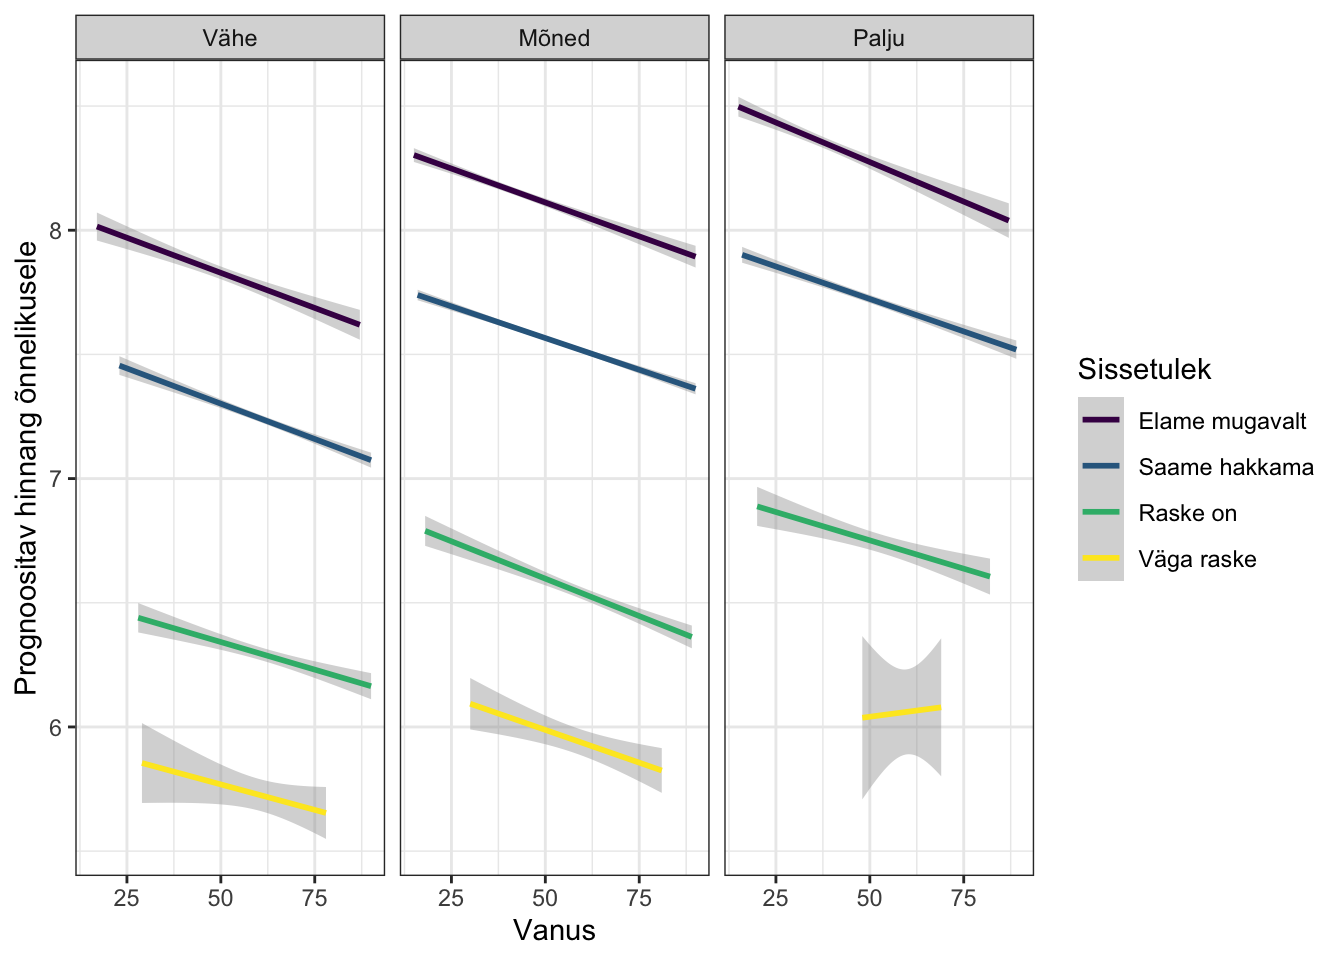 Vähe
Mõned
Palju
Prognoositav hinnang õnnelikusele
8
7
6
25
50
75
25
50
75
25
50
75
Vanus
Sissetulek
Elame mugavalt
Saame hakkama
Raske on
Väga raske